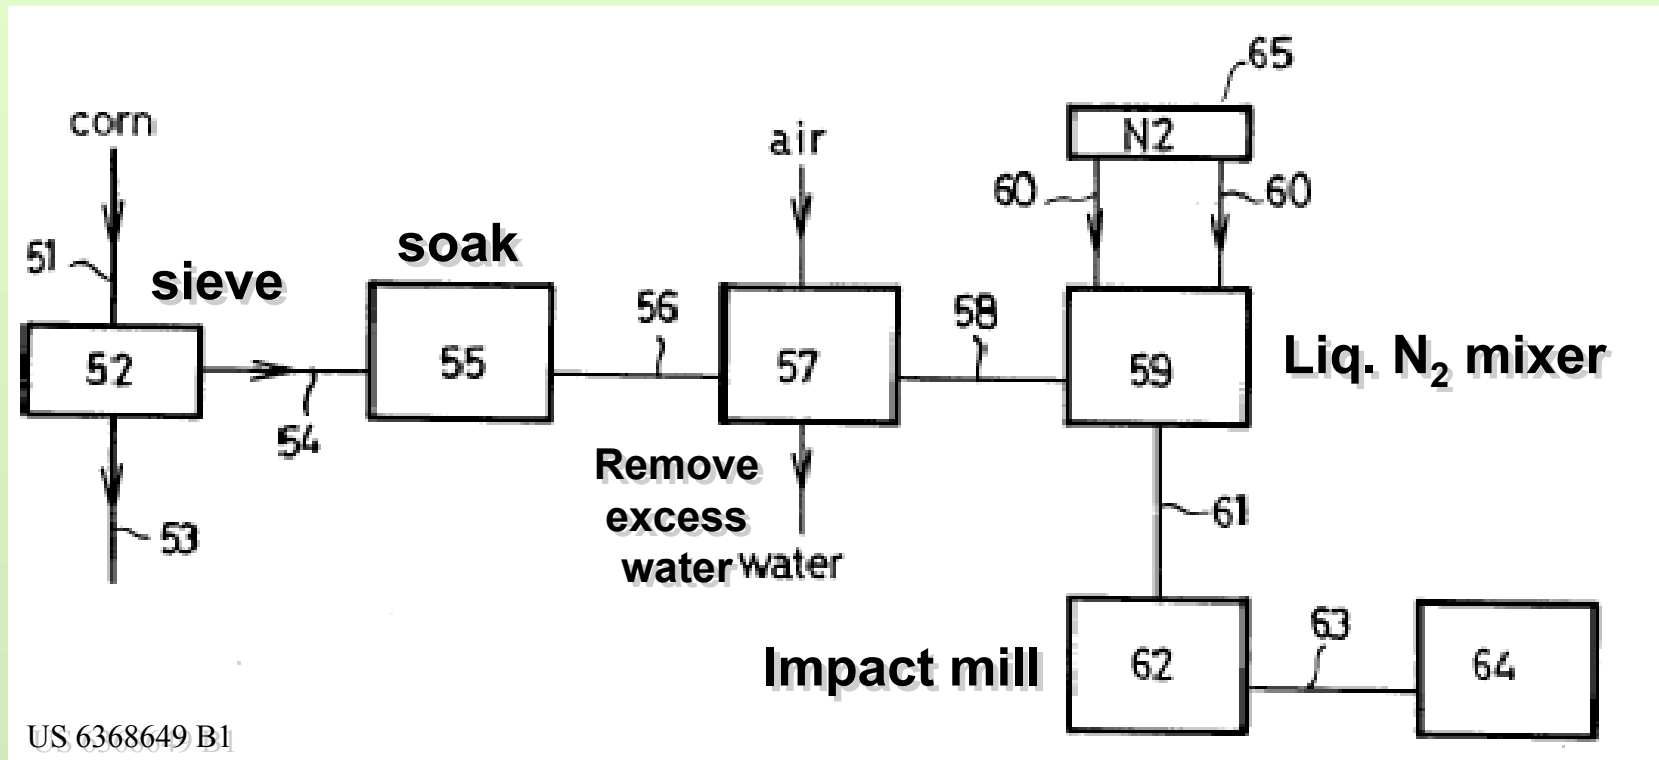 65
corn
air
N2
60
60
51
sieve
soak
56
58
52
55
57
59
Liq. N₂ mixer
54
Remove
excess
water
water
53
61
Impact mill
62
63
64
US 6368649 B1